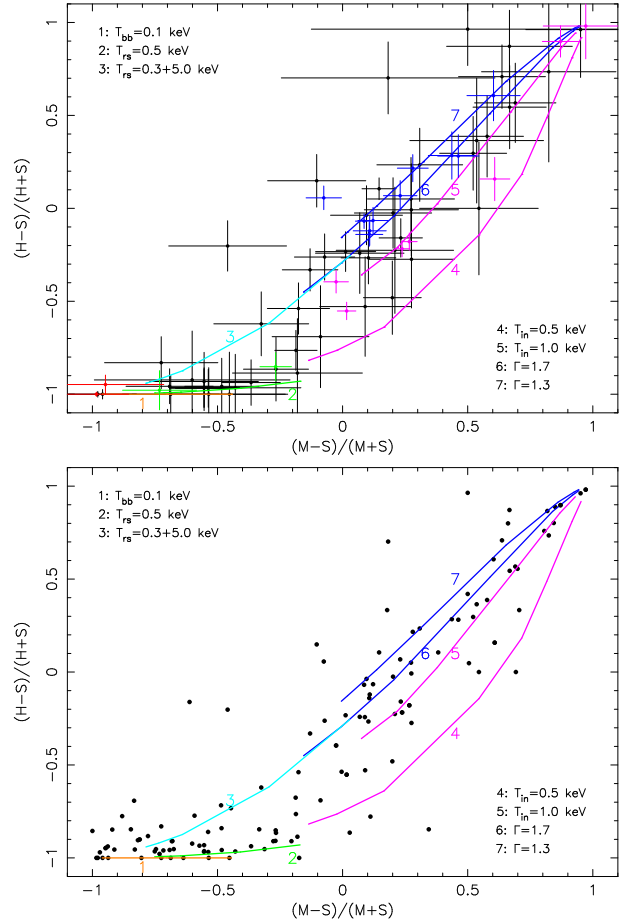 1: T_bb=0.1 keV
2: T_rs=0.5 keV
3: T_rs=0.3+5.0 keV
1
0.5
0
−0.5
−1
(H−S)/(H+S)
7
6
5
4
3
2
1
4: T_in=0.5 keV
5: T_in=1.0 keV
6: Γ=1.7
7: Γ=1.3
−1 −0.5 0 0.5 1
(M−S)/(M+S)
1: T_bb=0.1 keV
2: T_rs=0.5 keV
3: T_rs=0.3+5.0 keV
1
0.5
0
−0.5
−1
(H−S)/(H+S)
7
6
5
4
3
2
1
4: T_in=0.5 keV
5: T_in=1.0 keV
6: Γ=1.7
7: Γ=1.3
−1 −0.5 0 0.5 1
(M−S)/(M+S)